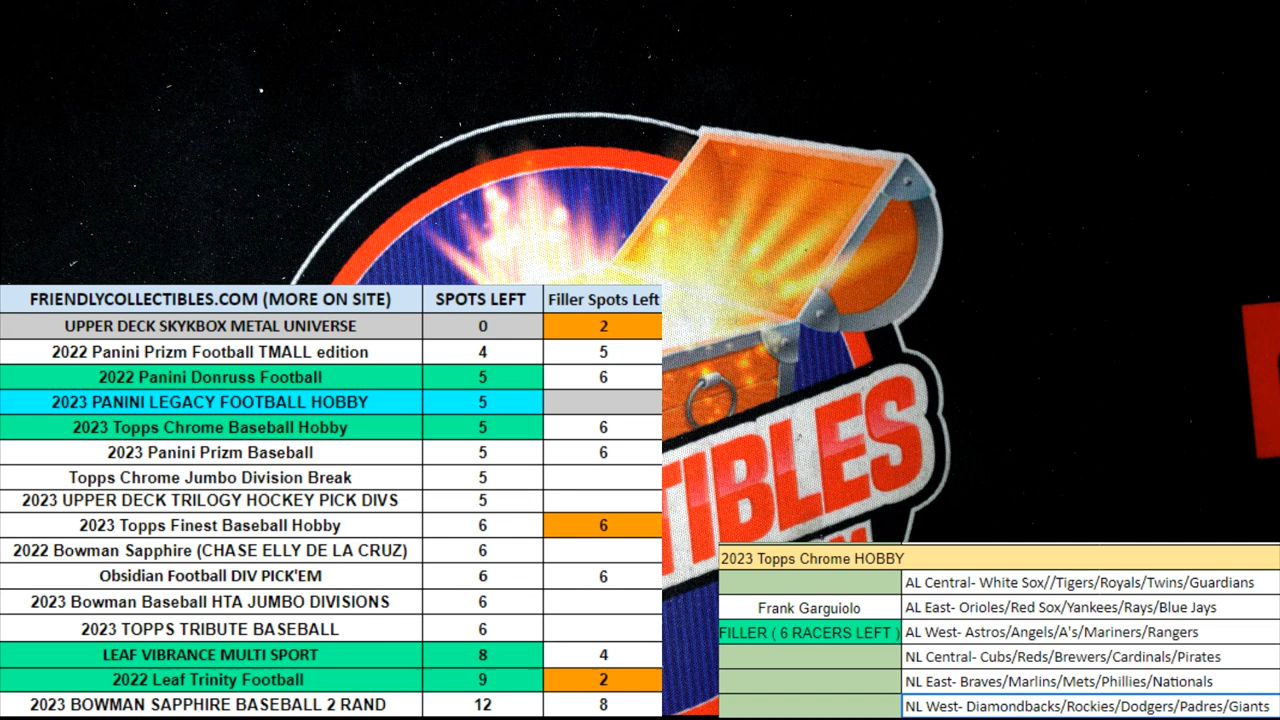 FRIENDLYCOLLECTIBLES.COM (MORE ON SITE) SPOTS LEFT Filler Spots Left
UPPER DECK SKYKBOX METAL UNIVERSE 0 2
2022 Panini Prizm Football TMALL edition 4 5
2022 Panini Donruss Football 5 6
2023 PANINI LEGACY FOOTBALL HOBBY 5
2023 Topps Chrome Baseball Hobby 5 6
2023 Panini Prizm Baseball 5 6
Topps Chrome Jumbo Division Break 5
2023 UPPER DECK TRILOGY HOCKEY PICK DIVS 5
2023 Topps Finest Baseball Hobby 6 6
2022 Bowman Sapphire (CHASE ELLY DE LA CRUZ) 6
Obsidian Football DIV PICK'EM 6 6
2023 Bowman Baseball HTA JUMBO DIVISIONS 6
2023 TOPPS TRIBUTE BASEBALL 6
LEAF VIBRANCE MULTI SPORT 8 4
2022 Leaf Trinity Football 9 2
2023 BOWMAN SAPPHIRE BASEBALL 2 RAND 12 8
TIBLES
2023 Topps Chrome HOBBY
AL Central- White Sox//Tigers/Royals/Twins/Guardians
Frank Garguiolo AL East- Orioles/Red Sox/Yankees/Rays/Blue Jays
FILLER ( 6 RACERS LEFT ) AL West- Astros/Angels/A's/Mariners/Rangers
NL Central- Cubs/Reds/Brewers/Cardinals/Pirates
NL East- Braves/Marlins/Mets/Phillies/Nationals
NL West- Diamondbacks/Rockies/Dodgers/Padres/Giants